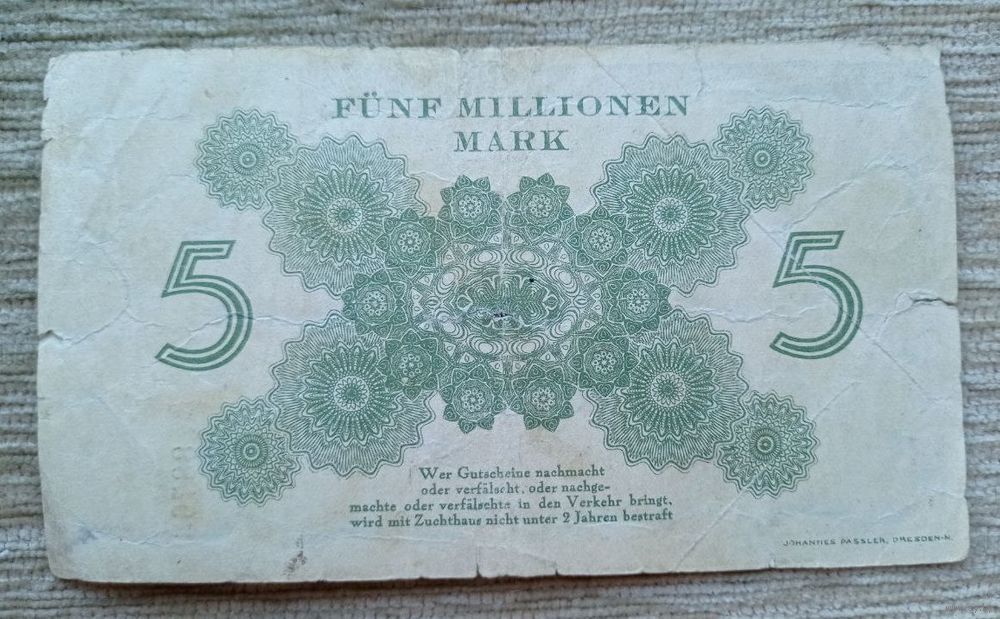 FÜNF MILLIONEN
MARK
5
5
Wer Gutscheine nachmacht
oder verfälscht, oder nachge-
machte oder verfälschte in den Verkehr bringt,
wird mit Zuchthaus nicht unter 2 Jahren bestraft
JOHANNES PASSLER, DRESDEN-N.